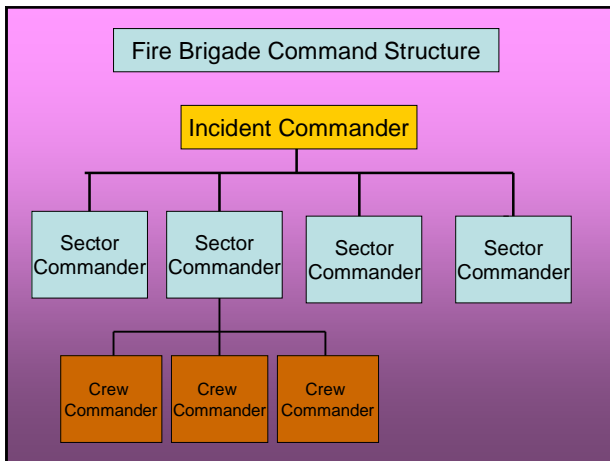 Fire Brigade Command Structure
Incident Commander
Sector
Commander
Sector
Commander
Sector
Commander
Sector
Commander
Crew
Commander
Crew
Commander
Crew
Commander